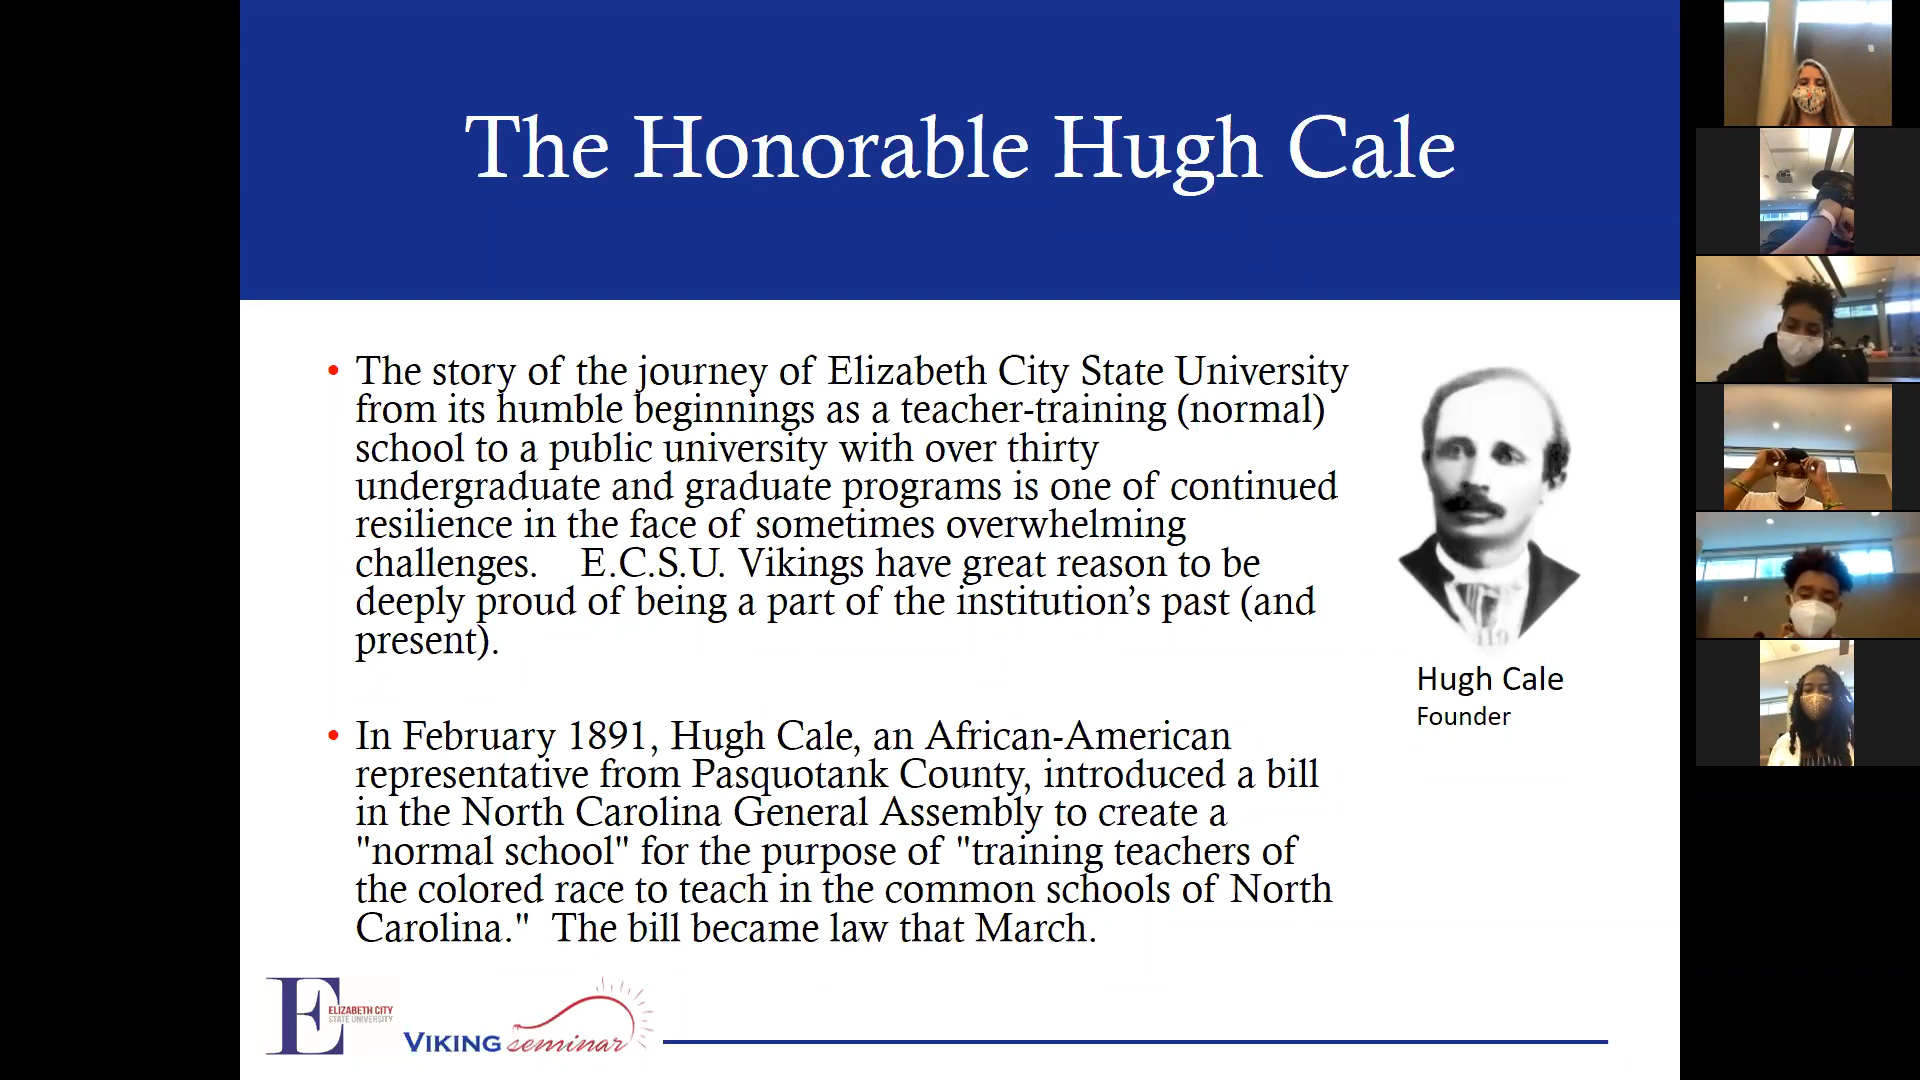 The Honorable Hugh Cale
• The story of the journey of Elizabeth City State University
from its humble beginnings as a teacher-training (normal)
school to a public university with over thirty
undergraduate and graduate programs is one of continued
resilience in the face of sometimes overwhelming
challenges.    E.C.S.U. Vikings have great reason to be
deeply proud of being a part of the institution’s past (and
present).
Hugh Cale
Founder
• In February 1891, Hugh Cale, an African-American
representative from Pasquotank County, introduced a bill
in the North Carolina General Assembly to create a
"normal school" for the purpose of "training teachers of
the colored race to teach in the common schools of North
Carolina."  The bill became law that March.
E
ELIZABETH CITY
STATE UNIVERSITY
VIKING seminar